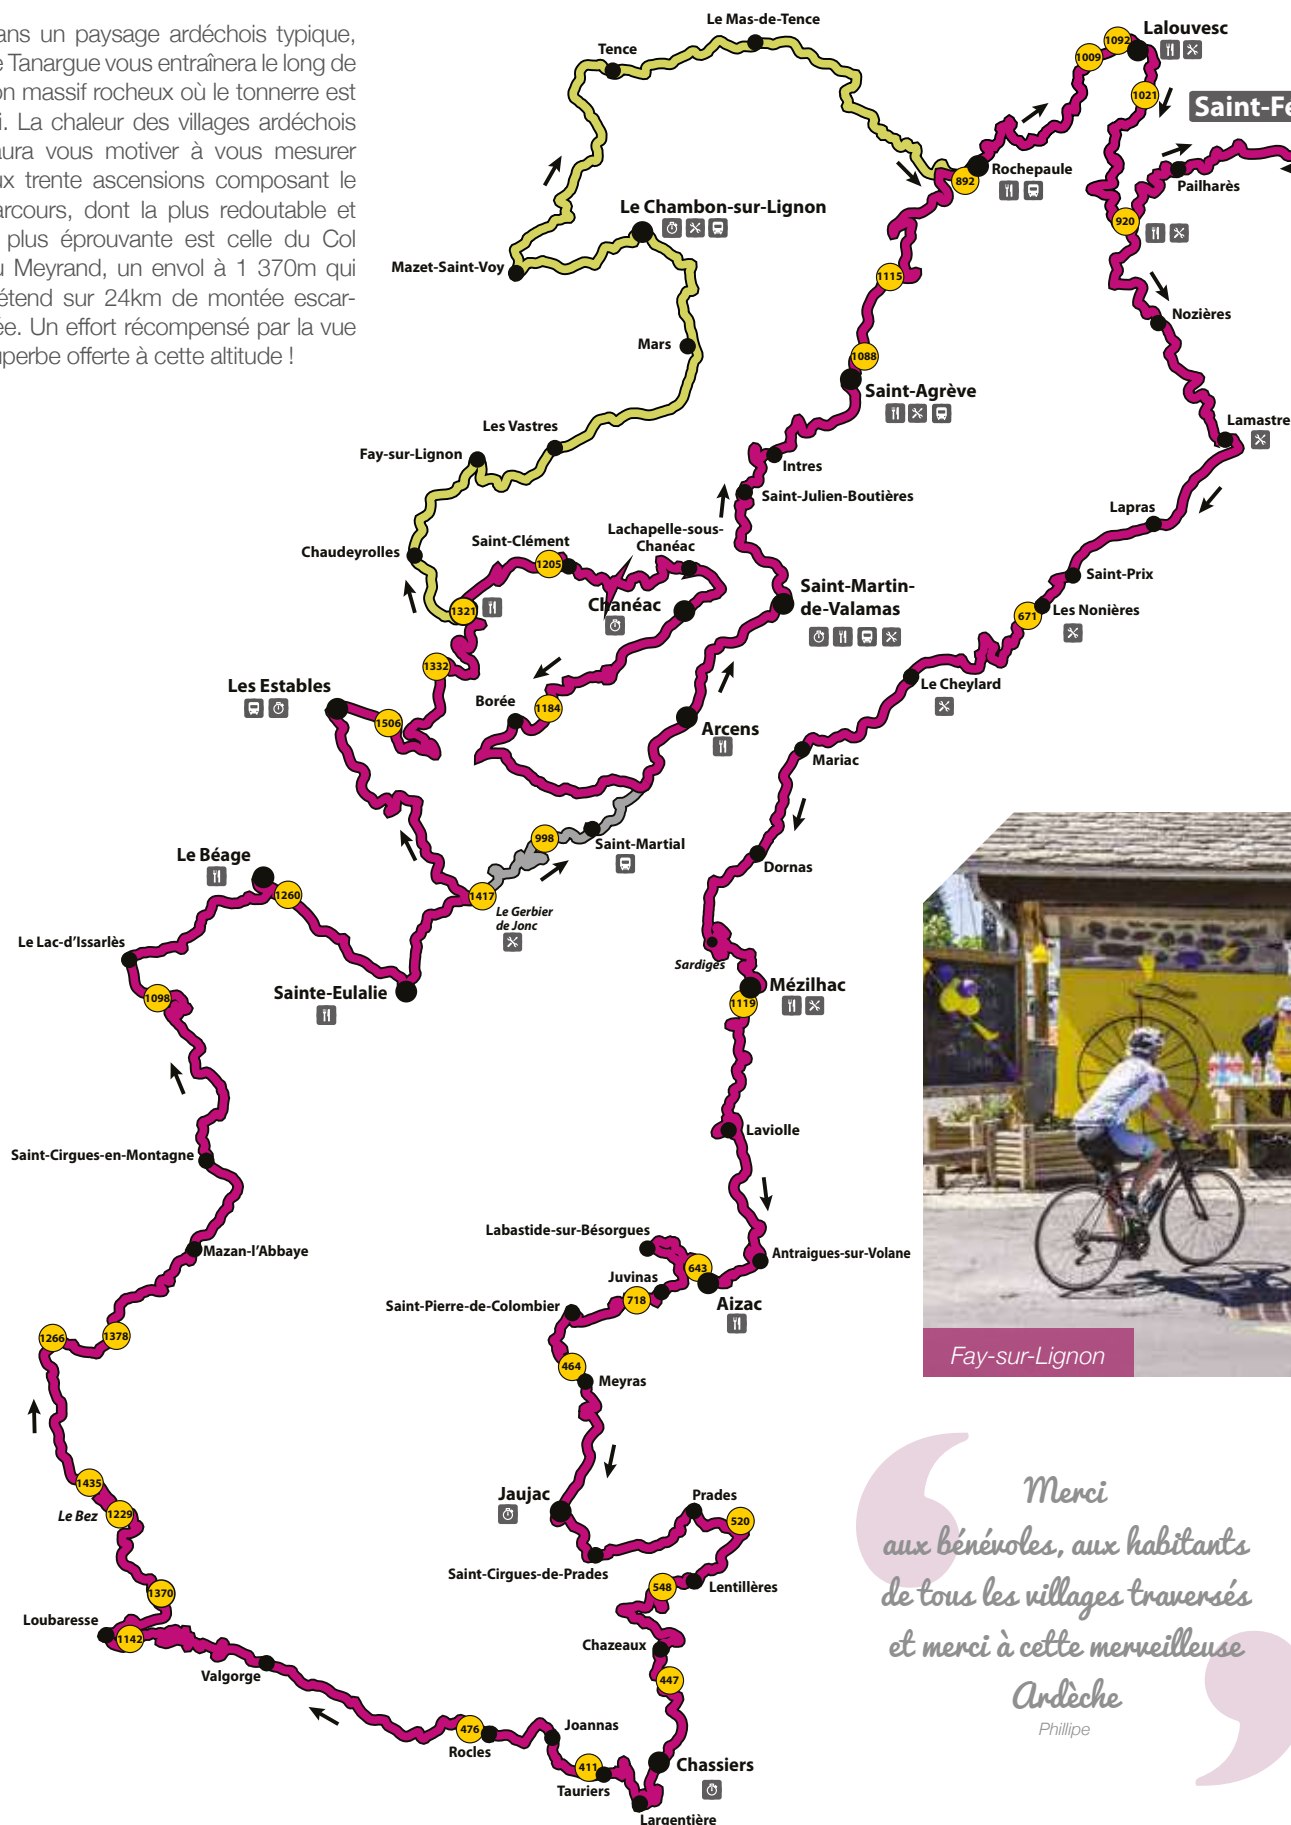 ans un paysage ardéchois typique,
e Tanargue vous entraînera le long de
on massif rocheux où le tonnerre est
i. La chaleur des villages ardéchois
aura vous motiver à vous mesurer
ux trente ascensions composant le
arcours, dont la plus redoutable et
plus éprouvante est celle du Col
u Meyrand, un envol à 1 370m qui
étend sur 24km de montée escar-
ée. Un effort récompensé par la vue
uperbe offerte à cette altitude !
Le Mas-de-Tence
Tence
1092
Lalouvesc
1009
1021
Saint-Fe
Rochepaule
892
Pailharès
920
Le Chambon-sur-Lignon
Mazet-Saint-Voy
1115
Nozières
Mars
1088
Saint-Agrève
Lamastre
Les Vastres
Fay-sur-Lignon
Intres
Saint-Julien-Boutières
Lapras
Chaudeyrolles
Saint-Clément
1205
Lachapelle-sous-
Chanéac
Saint-Prix
Saint-Martin-
de-Valamas
Chanéac
1321
Les Nonières
671
1332
Les Estables
Le Cheylard
Borée
1184
1506
Arcens
Mariac
998
Saint-Martial
Le Béage
Dornas
1260
1417
Le Gerbier
de Jonc
Le Lac-d'Issarlès
Sardiges
1098
Sainte-Eulalie
Mézilhac
1119
Laviolle
Saint-Cirgues-en-Montagne
Labastide-sur-Bésorgues
Mazan-l'Abbaye
Antraigues-sur-Volane
643
Juvinas
718
Aizac
Saint-Pierre-de-Colombier
1266
1378
464
Meyras
Fay-sur-Lignon
1435
Le Bez
1229
Jaujac
Prades
520
Saint-Cirgues-de-Prades
548
Lentillères
1370
Loubaresse
1142
Chazeaux
Valgorge
447
476
Joannas
Rocles
411
Tauriers
Chassiers
Largentière
Merci
aux bénévoles, aux habitants
de tous les villages traversés
et merci à cette merveilleuse
Ardèche
Phillipe